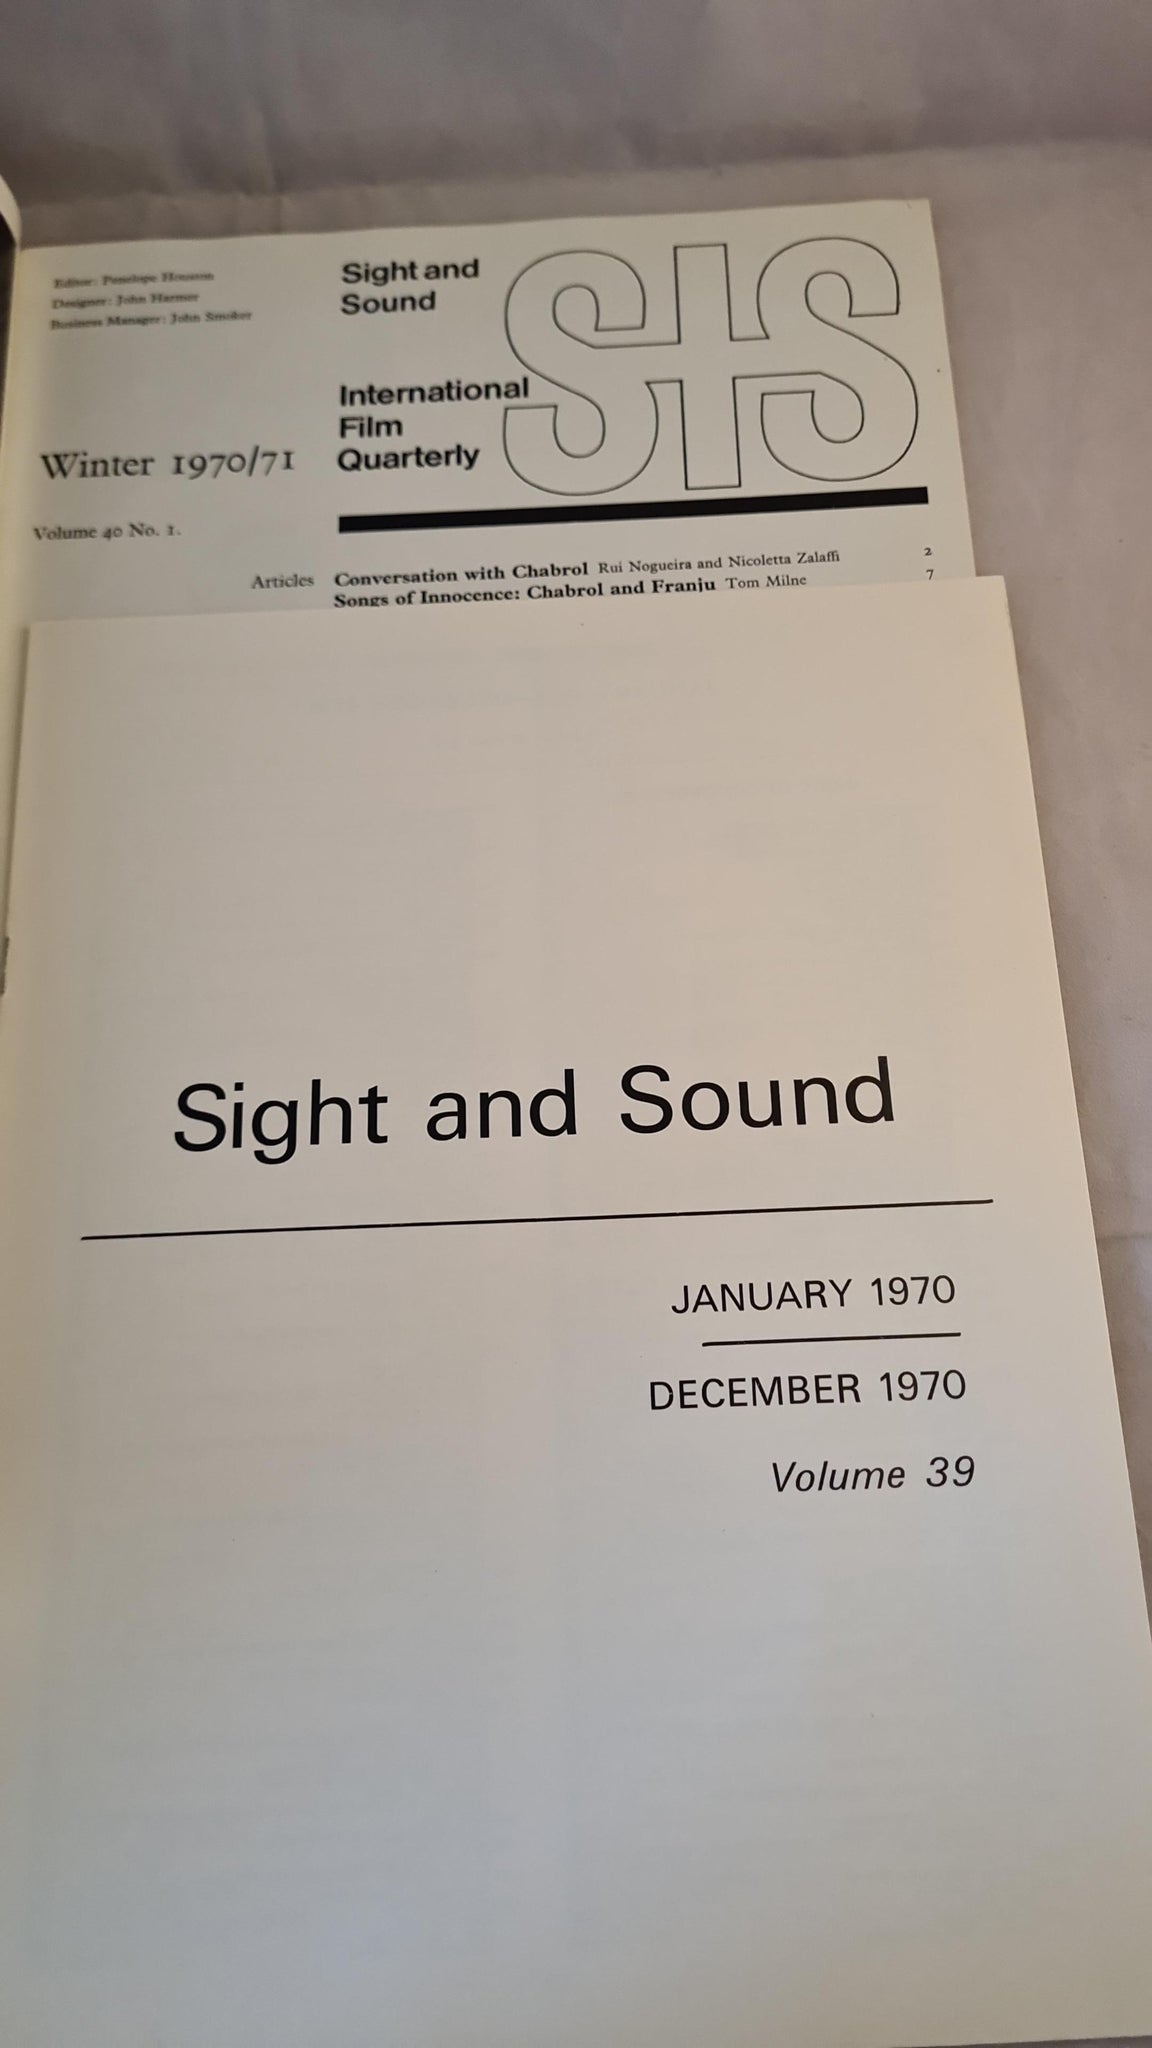 Editor: Penelope Houston
Designer: John Harmer
Business Manager: John Smoker
Winter 1970/71
Volume 40 No. 1.
Sight and
Sound
International
Film
Quarterly
SIS
Articles Conversation with Chabrol Rui Nogueira and Nicoletta Zalaffi 2
Songs of Innocence: Chabrol and Franju Tom Milne 7
Sight and Sound
JANUARY 1970
DECEMBER 1970
Volume 39